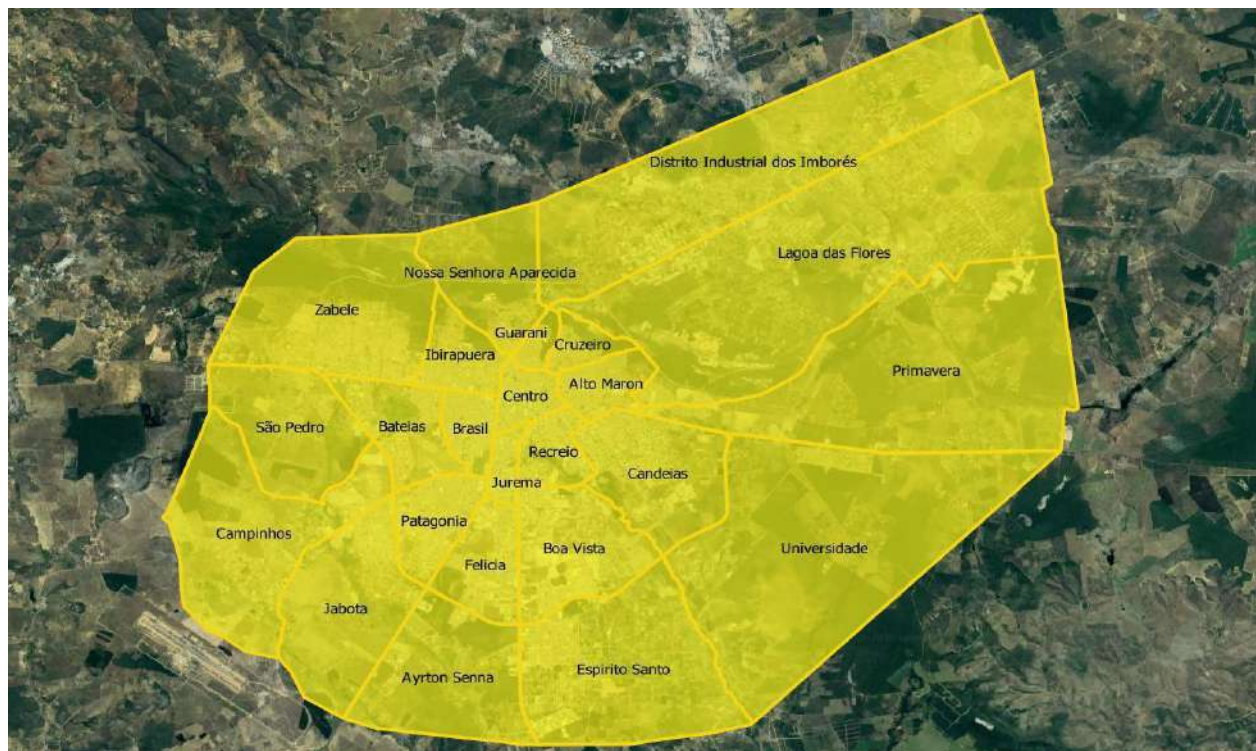 Distrito Industrial dos Imborés
Lagoa das Flores
Nossa Senhora Aparecida
Zabele
Guarani
Cruzeiro
Ibirapuera
Alto Maron
Primavera
Centro
São Pedro
Bateias
Brasil
Recreio
Candeias
Jurema
Patagonia
Campinhos
Boa Vista
Universidade
Felicia
Jabota
Espirito Santo
Ayrton Senna